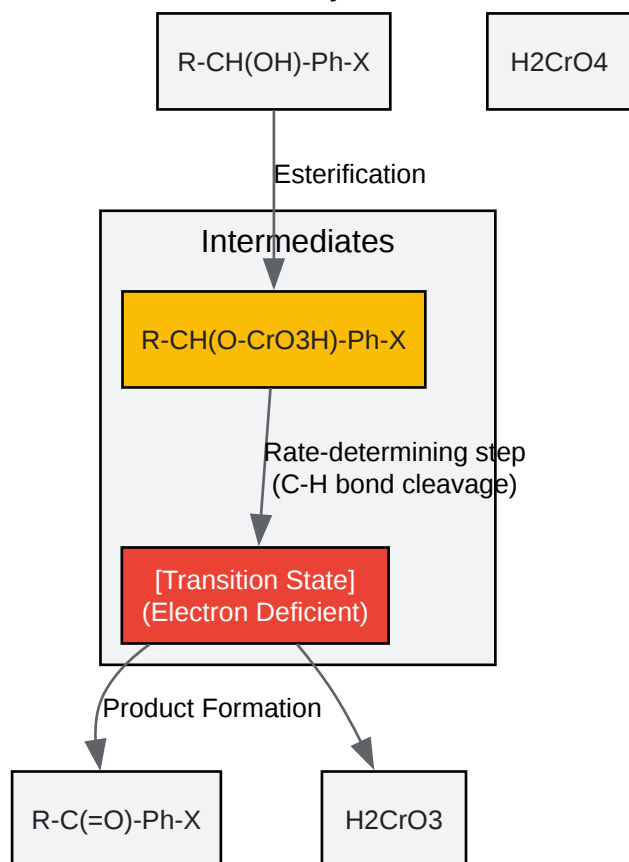 R-CH(OH)-Ph-X
H2CrO4
Esterification
Intermediates
R-CH(O-CrO3H)-Ph-X
Rate-determining step
(C-H bond cleavage)
[Transition State]
(Electron Deficient)
Product Formation
R-C(=O)-Ph-X
H2CrO3